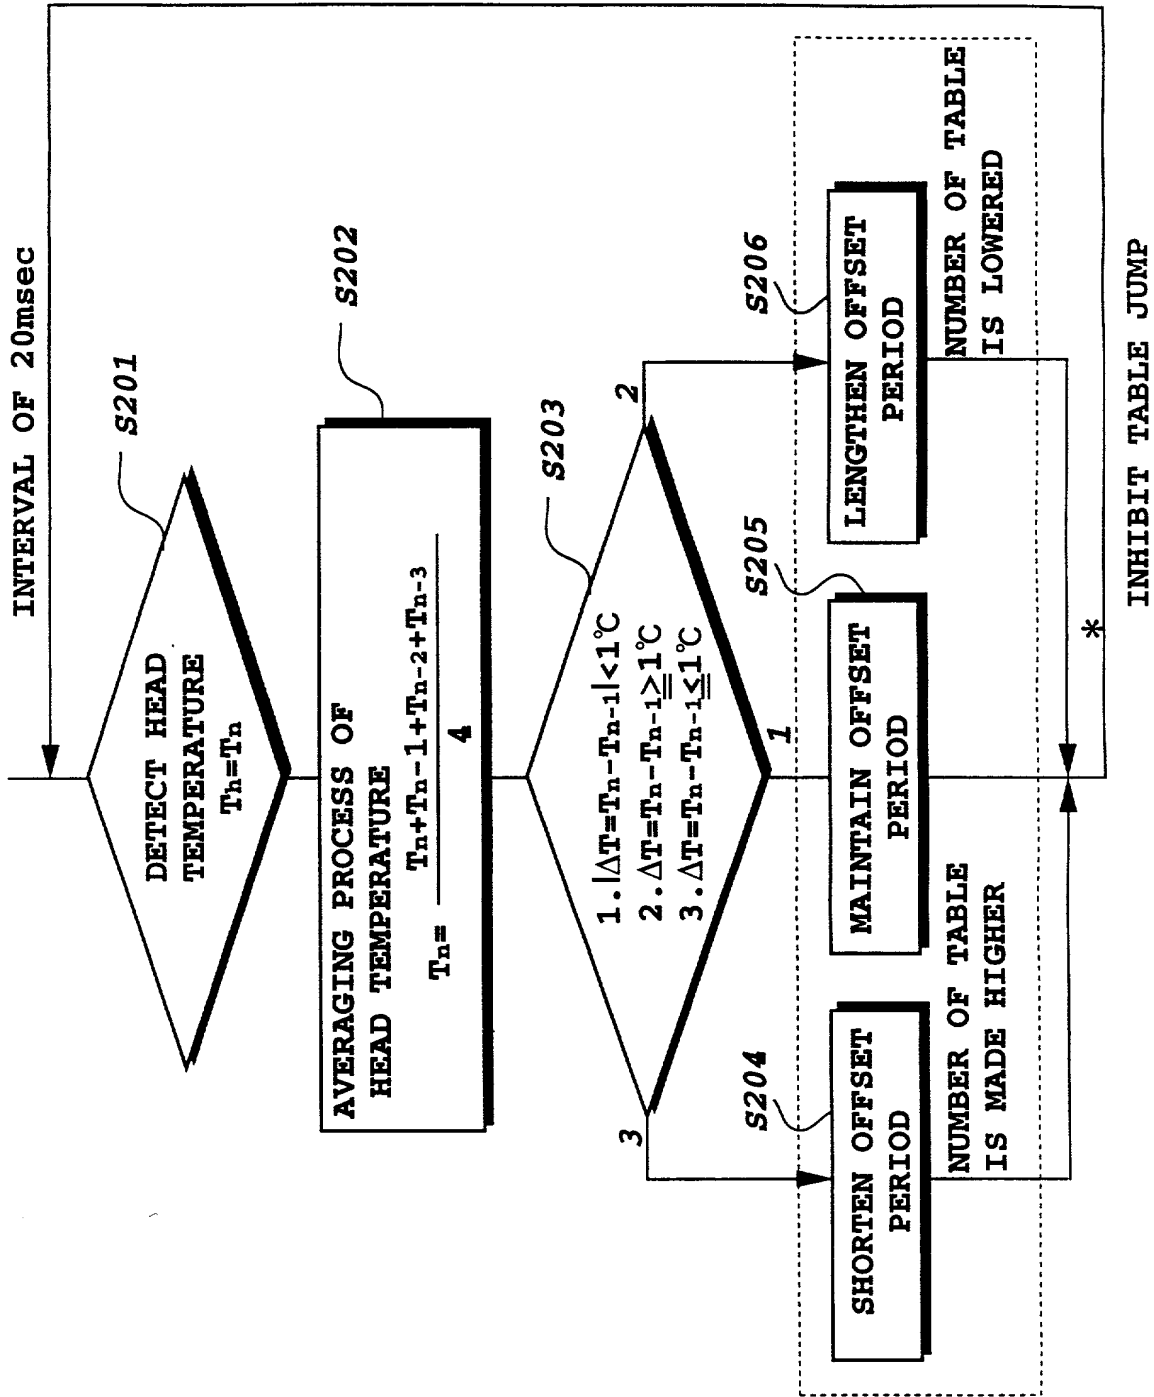 INTERVAL OF 20msec
S201
DETECT HEAD
TEMPERATURE
Th=Tn
S202
AVERAGING PROCESS OF
HEAD TEMPERATURE
Tn= Tn+Tn-1+Tn-2+Tn-3
4
S203
1.|ΔT=Tn-Tn-1|<1℃
2.ΔT=Tn-Tn-1≧1℃
3.ΔT=Tn-Tn-1≦1℃
3
2
1
S204
S205
S206
SHORTEN OFFSET
PERIOD
MAINTAIN OFFSET
PERIOD
LENGTHEN OFFSET
PERIOD
NUMBER OF TABLE
IS MADE HIGHER
NUMBER OF TABLE
IS LOWERED
*
INHIBIT TABLE JUMP